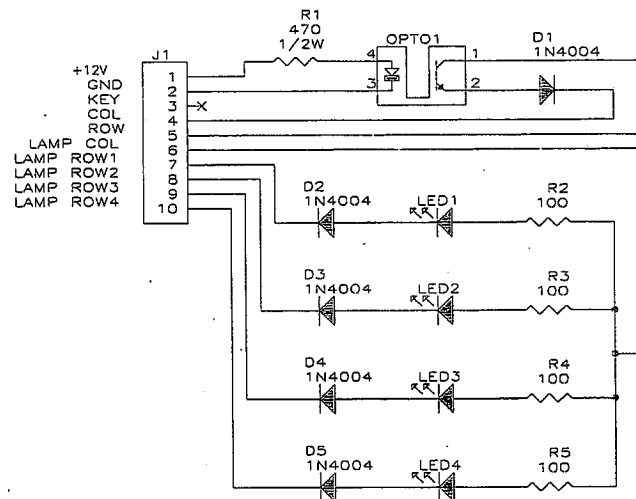 R1
470
1/2W
OPTO1
D1
1N4004
J1
4
1
3
2
+12V
GND
KEY
COL
ROW
LAMP COL
LAMP ROW1
LAMP ROW2
LAMP ROW3
LAMP ROW4
1
2
3
4
5
6
7
8
9
10
D2
1N4004
LED1
R2
100
D3
1N4004
LED2
R3
100
D4
1N4004
LED3
R4
100
D5
1N4004
LED4
R5
100